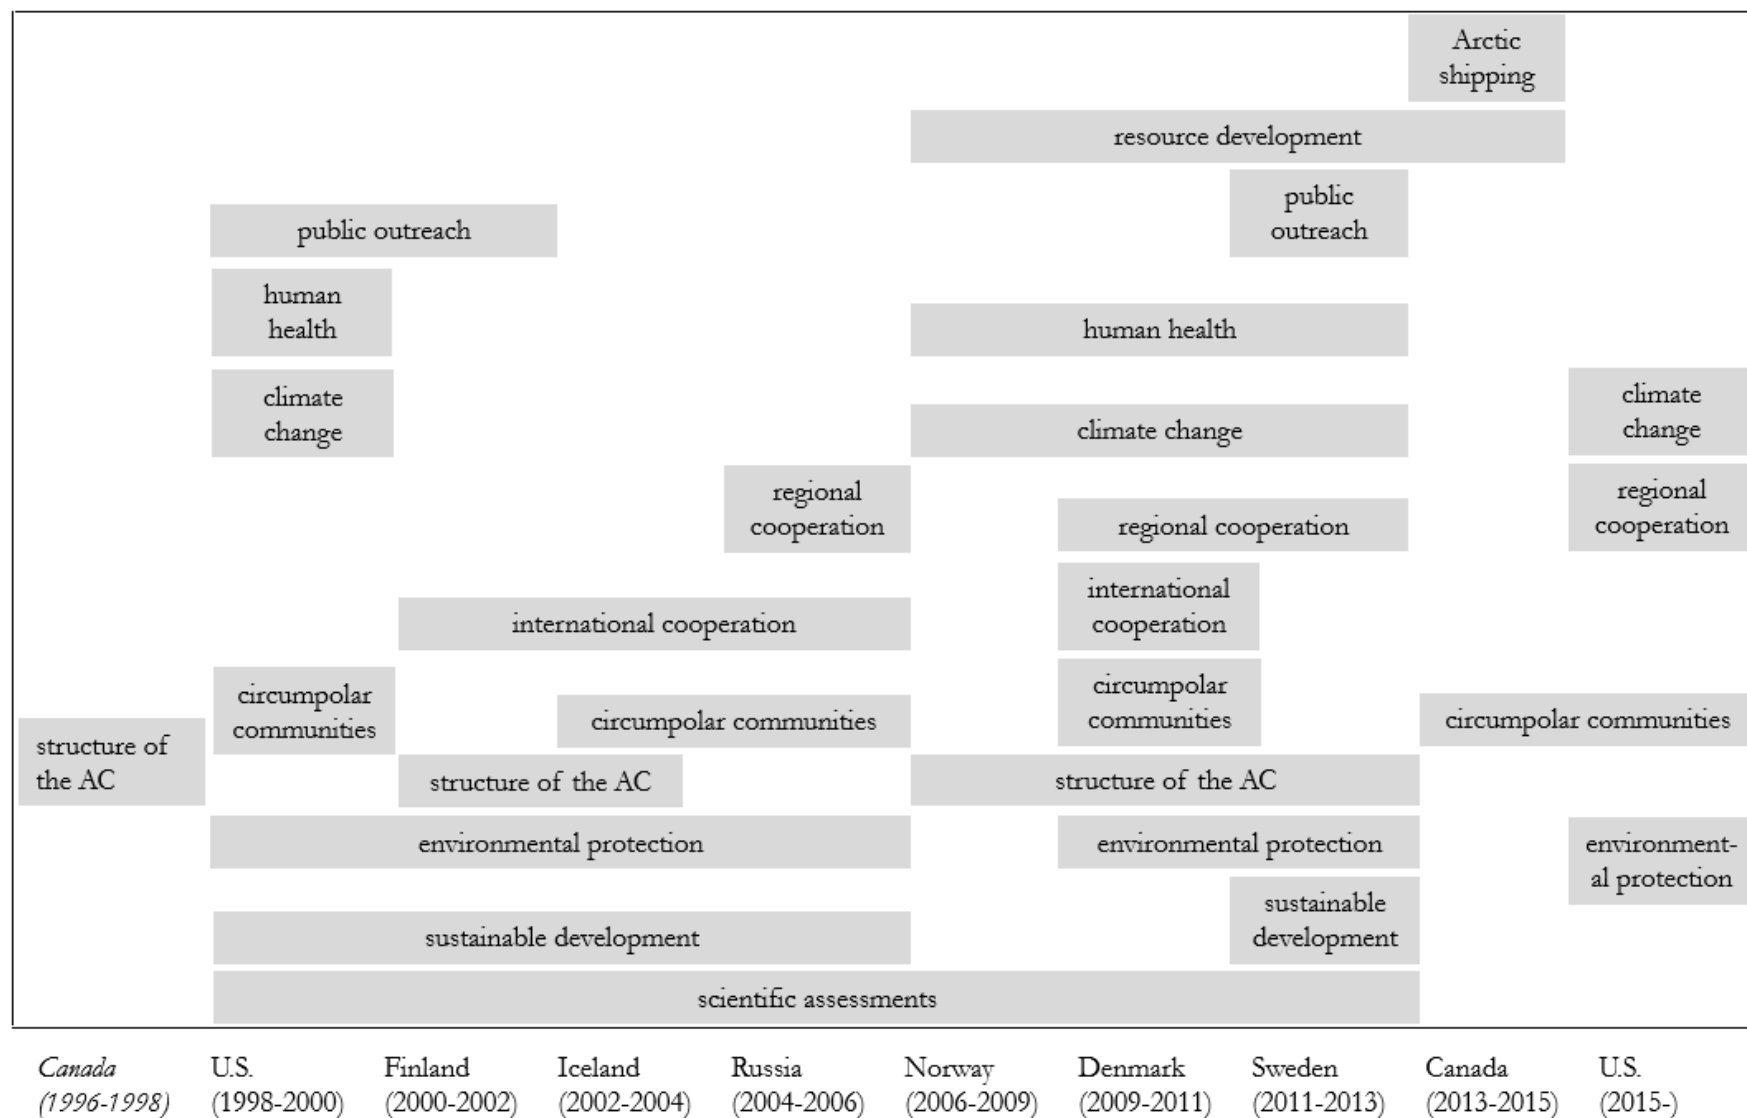 Arctic
shipping
resource development
public
outreach
public outreach
human
health
human health
climate
change
climate change
climate
change
regional
cooperation
regional cooperation
regional
cooperation
international cooperation
international
cooperation
circumpolar
communities
circumpolar communities
circumpolar
communities
circumpolar communities
structure of
the AC
structure of the AC
structure of the AC
environmental protection
environmental protection
environment-
al protection
sustainable development
sustainable
development
scientific assessments
Canada
(1996-1998)
U.S.
(1998-2000)
Finland
(2000-2002)
Iceland
(2002-2004)
Russia
(2004-2006)
Norway
(2006-2009)
Denmark
(2009-2011)
Sweden
(2011-2013)
Canada
(2013-2015)
U.S.
(2015-)